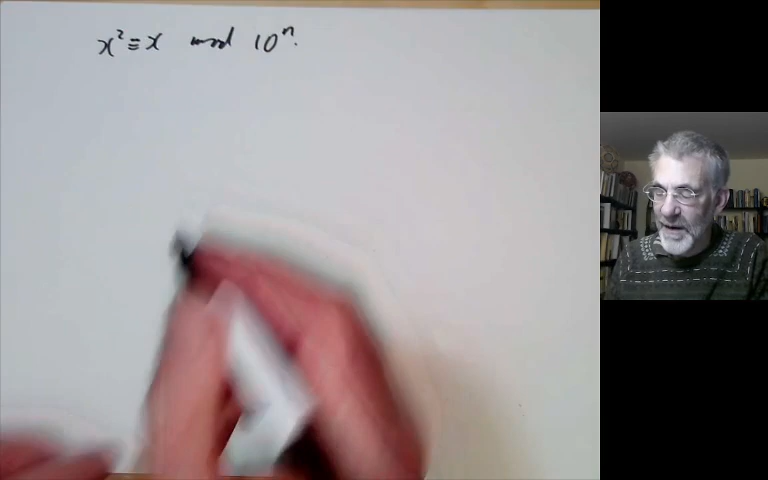 x² ≡ x mod 10ⁿ.